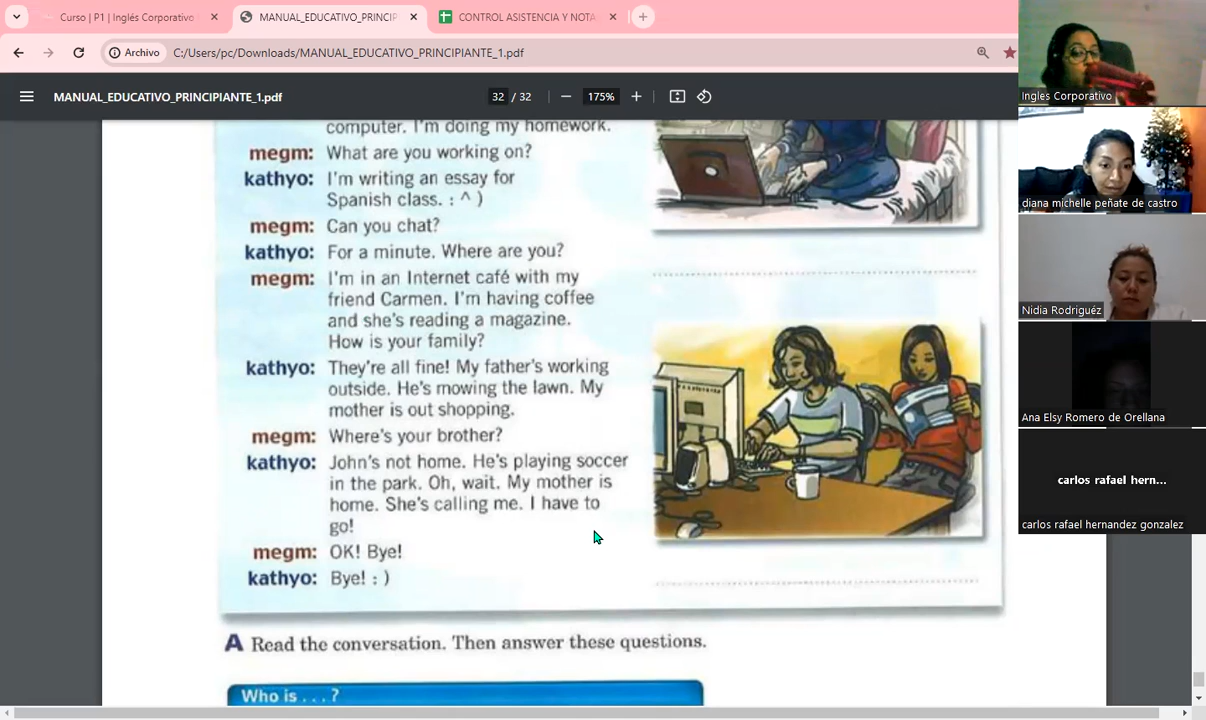 Curso | P1 | Inglés Corporativo
MANUAL_EDUCATIVO_PRINCIP
CONTROL ASISTENCIA Y NOTA
Archivo
C:/Users/pc/Downloads/MANUAL_EDUCATIVO_PRINCIPIANTE_1.pdf
MANUAL_EDUCATIVO_PRINCIPIANTE_1.pdf
32 / 32
175%
computer. I'm doing my homework.
megm: What are you working on?
kathyo: I'm writing an essay for
Spanish class. : ^ )
megm: Can you chat?
kathyo: For a minute. Where are you?
megm: I'm in an Internet café with my
friend Carmen. I'm having coffee
and she's reading a magazine.
How is your family?
kathyo: They're all fine! My father's working
outside. He's mowing the lawn. My
mother is out shopping.
megm: Where's your brother?
kathyo: John's not home. He's playing soccer
in the park. Oh, wait. My mother is
home. She's calling me. I have to
go!
megm: OK! Bye!
kathyo: Bye! : )
A Read the conversation. Then answer these questions.
Who is . . . ?
Ingles Corporativo
diana michelle peñate de castro
Nidia Rodriguéz
Ana Elsy Romero de Orellana
carlos rafael hern...
carlos rafael hernandez gonzalez